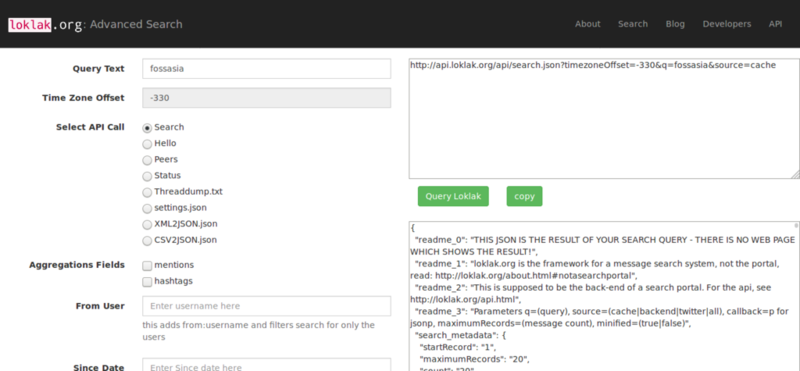 loklak.org: Advanced Search
About Search Blog Developers API
Query Text
fossasia
Time Zone Offset
-330
Select API Call
Search
Hello
Peers
Status
Threaddump.txt
settings.json
XML2JSON.json
CSV2JSON.json
Aggregations Fields
mentions
hashtags
From User
Enter username here
this adds from:username and filters search for only the
users
Since Date
Enter Since date here
http://api.loklak.org/api/search.json?timezoneOffset=-330&q=fossasia&source=cache
Query Loklak
copy
{
"readme_0": "THIS JSON IS THE RESULT OF YOUR SEARCH QUERY - THERE IS NO WEB PAGE
WHICH SHOWS THE RESULT!",
"readme_1": "loklak.org is the framework for a message search system, not the portal,
read: http://loklak.org/about.html#notasearchportal",
"readme_2": "This is supposed to be the back-end of a search portal. For the api, see
http://loklak.org/api.html",
"readme_3": "Parameters q=(query), source=(cache|backend|twitter|all), callback=p for
jsonp, maximumRecords=(message count), minified=(true|false)",
"search_metadata": {
"startRecord": "1",
"maximumRecords": "20",
"count": "20",